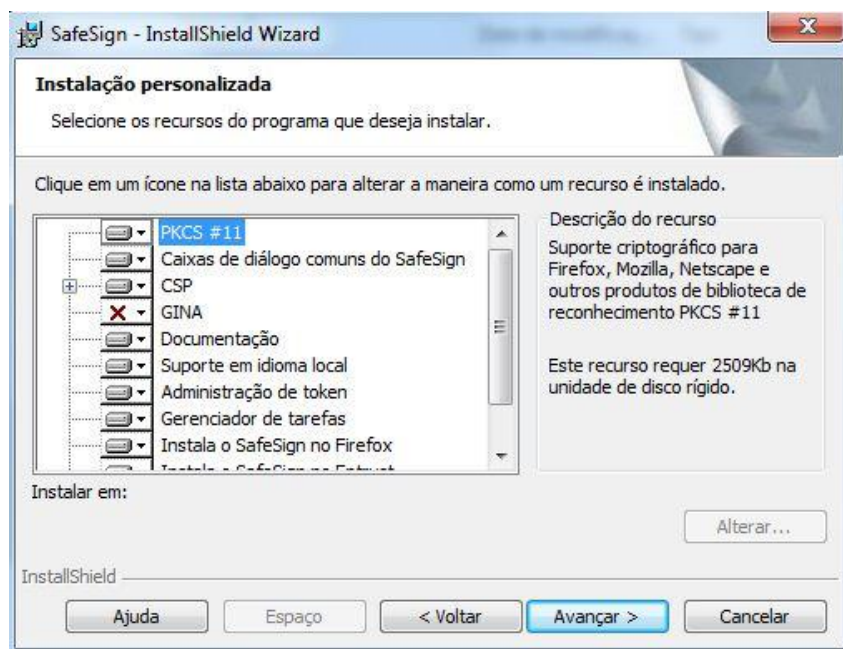 SafeSign - InstallShield Wizard
Instalação personalizada
Selecione os recursos do programa que deseja instalar.
Clique em um ícone na lista abaixo para alterar a maneira como um recurso é instalado.
PKCS #11
Caixas de diálogo comuns do SafeSign
CSP
GINA
Documentação
Suporte em idioma local
Administração de token
Gerenciador de tarefas
Instala o SafeSign no Firefox
Instala o SafeSign no Entrust
Descrição do recurso
Suporte criptográfico para
Firefox, Mozilla, Netscape e
outros produtos de biblioteca de
reconhecimento PKCS #11
Este recurso requer 2509Kb na
unidade de disco rígido.
Instalar em:
Alterar...
InstallShield
Ajuda
Espaço
< Voltar
Avançar >
Cancelar